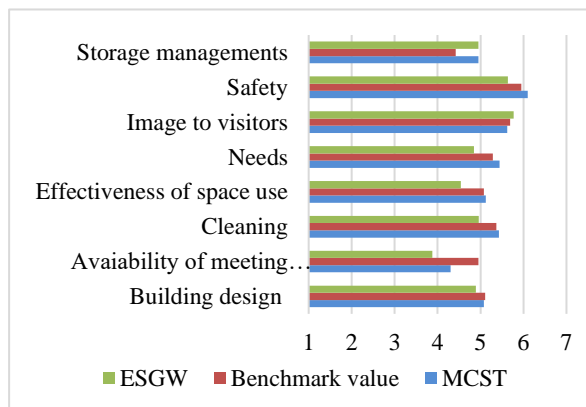 Storage managements
Safety
Image to visitors
Needs
Effectiveness of space use
Cleaning
Avaiability of meeting…
Building design
1 2 3 4 5 6 7
ESGW Benchmark value MCST